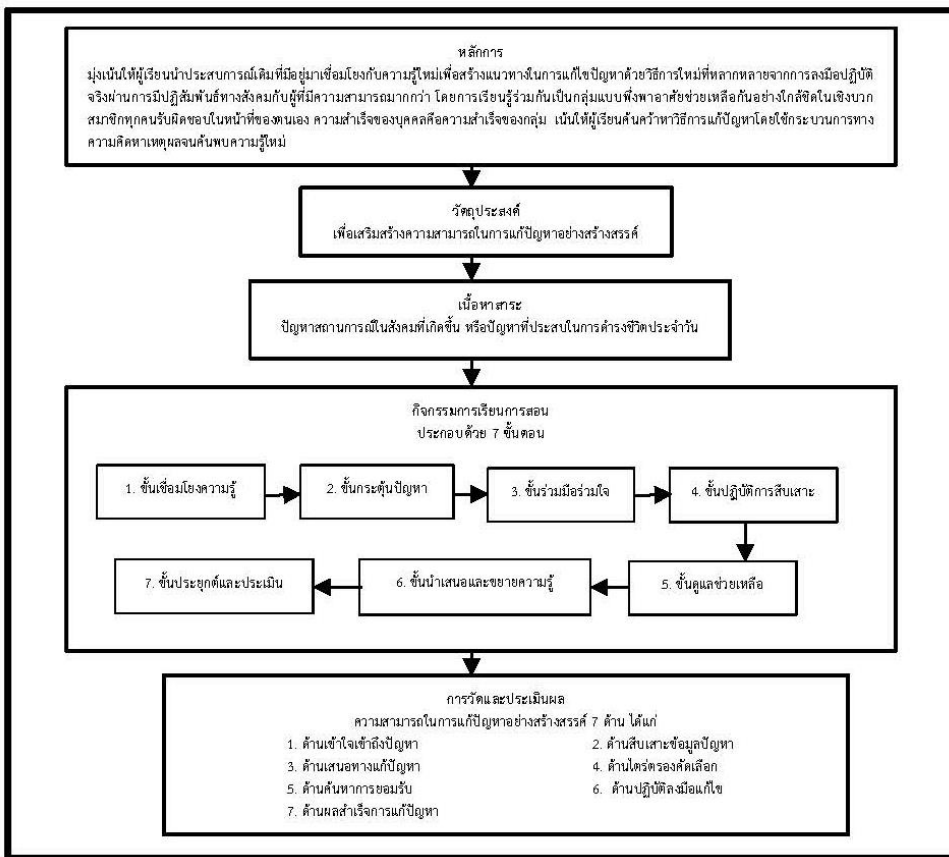 หลักการ
มุ่งเน้นให้ผู้เรียนนำประสบการณ์เดิมที่มีอยู่มาเชื่อมโยงกับความรู้ใหม่เพื่อสร้างแนวทางในการแก้ไขปัญหาด้วยวิธีการใหม่ที่หลากหลายจากการลงมือปฏิบัติ
จริงผ่านการมีปฏิสัมพันธ์ทางสังคมกับผู้ที่มีความสามารถมากกว่า โดยการเรียนรู้ร่วมกันเป็นกลุ่มแบบพึ่งพาอาศัยช่วยเหลือกันอย่างใกล้ชิดในเชิงบวก
สมาชิกทุกคนรับผิดชอบในหน้าที่ของตนเอง ความสำเร็จของบุคคลคือความสำเร็จของกลุ่ม เน้นให้ผู้เรียนค้นคว้าหาวิธีการแก้ปัญหาโดยใช้กระบวนการทาง
ความคิดหาเหตุผลจนค้นพบความรู้ใหม่
วัตถุประสงค์
เพื่อเสริมสร้างความสามารถในการแก้ปัญหาอย่างสร้างสรรค์
เนื้อหาสาระ
ปัญหาสถานการณ์ในสังคมที่เกิดขึ้น หรือปัญหาที่ประสบในการดำรงชีวิตประจำวัน
กิจกรรมการเรียนการสอน
ประกอบด้วย 7 ขั้นตอน
1. ขั้นเชื่อมโยงความรู้
2. ขั้นกระตุ้นปัญหา
3. ขั้นร่วมมือร่วมใจ
4. ขั้นปฏิบัติการสืบเสาะ
5. ขั้นดูแลช่วยเหลือ
6. ขั้นนำเสนอและขยายความรู้
7. ขั้นประยุกต์และประเมิน
การวัดและประเมินผล
ความสามารถในการแก้ปัญหาอย่างสร้างสรรค์ 7 ด้าน ได้แก่
1. ด้านเข้าใจเข้าถึงปัญหา
2. ด้านสืบเสาะข้อมูลปัญหา
3. ด้านเสนอทางแก้ปัญหา
4. ด้านไตร่ตรองคัดเลือก
5. ด้านค้นหาการยอมรับ
6. ด้านปฏิบัติลงมือแก้ไข
7. ด้านผลสำเร็จการแก้ปัญหา